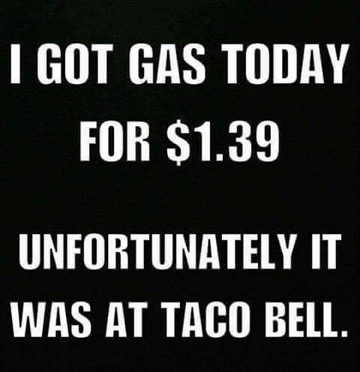 I GOT GAS TODAY
FOR $1.39
UNFORTUNATELY IT
WAS AT TACO BELL.